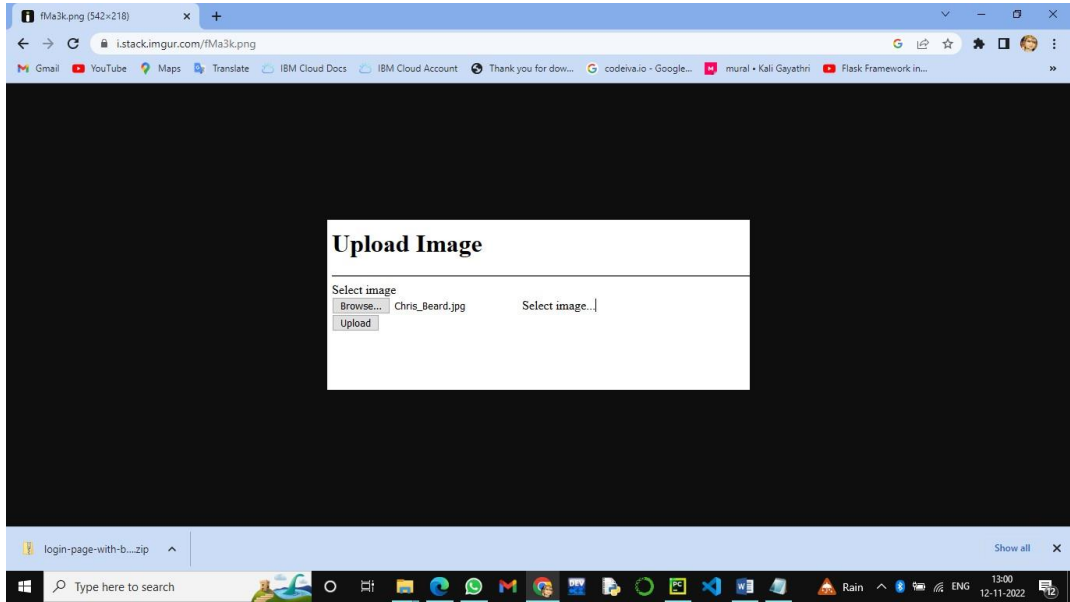 fMa3k.png (542×218)
i.stack.imgur.com/fMa3k.png
Gmail YouTube Maps Translate IBM Cloud Docs IBM Cloud Account Thank you for dow... codeiva.io - Google... mural • Kali Gayathri Flask Framework in... »
Upload Image
Select image
Browse... Chris_Beard.jpg Select image...
Upload
login-page-with-b....zip Show all
Type here to search DEV PC Rain ENG 13:00
12-11-2022 12